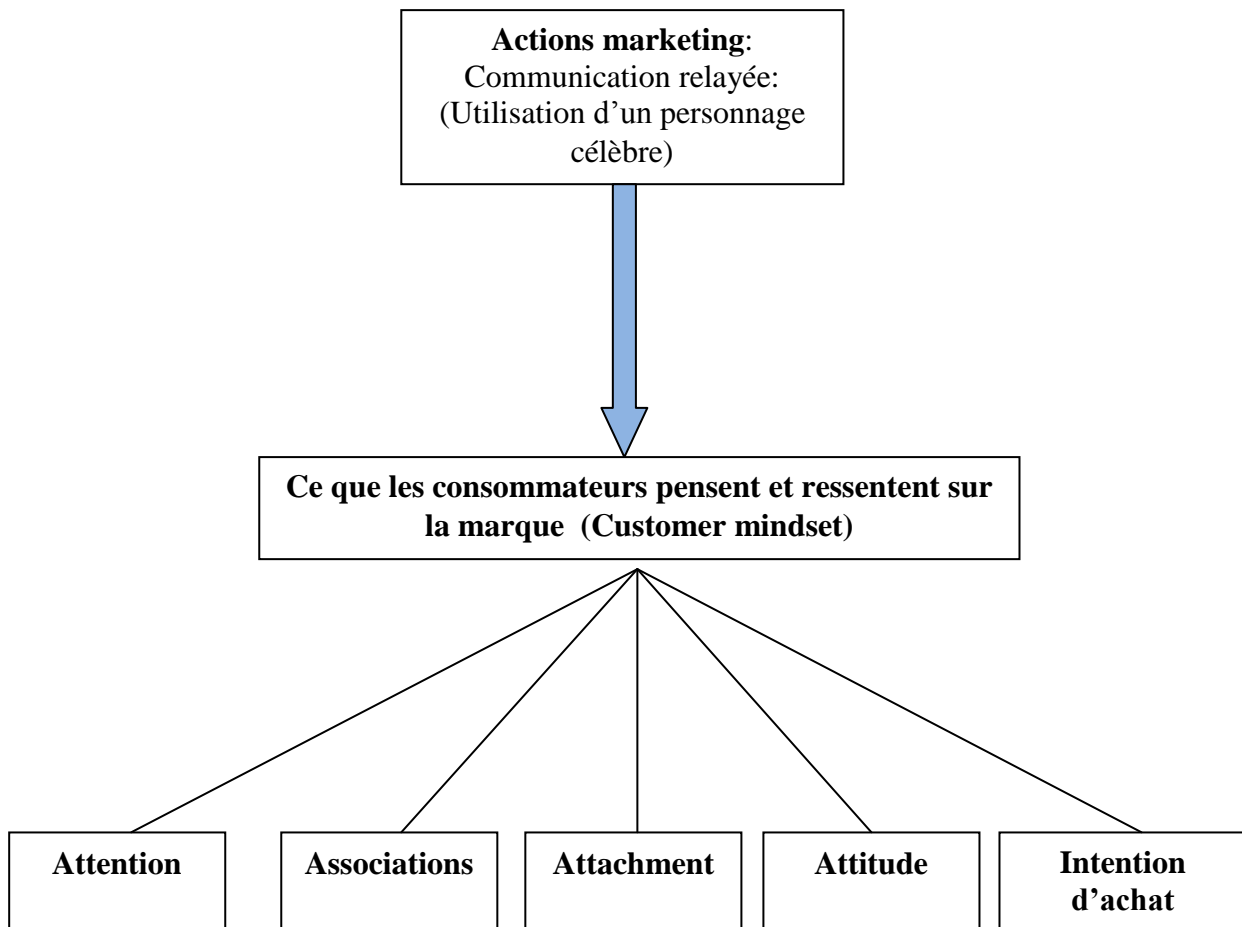 Actions marketing:
Communication relayée:
(Utilisation d’un personnage
célèbre)
Ce que les consommateurs pensent et ressentent sur
la marque (Customer mindset)
Attention
Associations
Attachment
Attitude
Intention
d’achat